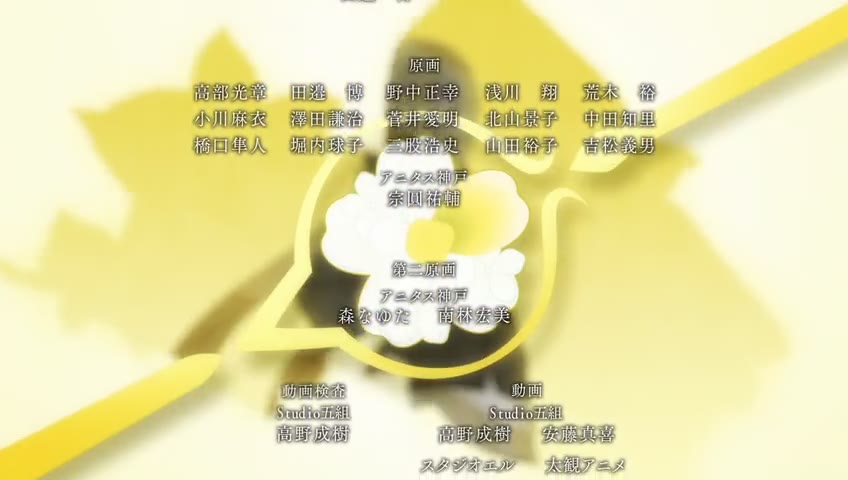 原画
高部光章 田邉 博 野中正幸 浅川 翔 荒木 裕
小川麻衣 澤田謙治 菅井愛明 北山景子 中田知里
橋口隼人 堀内球子 三股浩史 山田裕子 吉松義男
アニタス神戸
宗圓祐輔
第二原画
アニタス神戸
森なゆた 南林宏美
動画検査 動画
Studio五組 Studio五組
高野成樹 高野成樹 安藤真喜
スタジオエル 太観アニメ